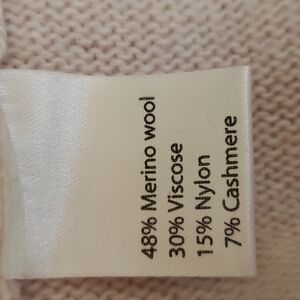 48% Merino wool
30% Viscose
15% Nylon
7% Cashmere